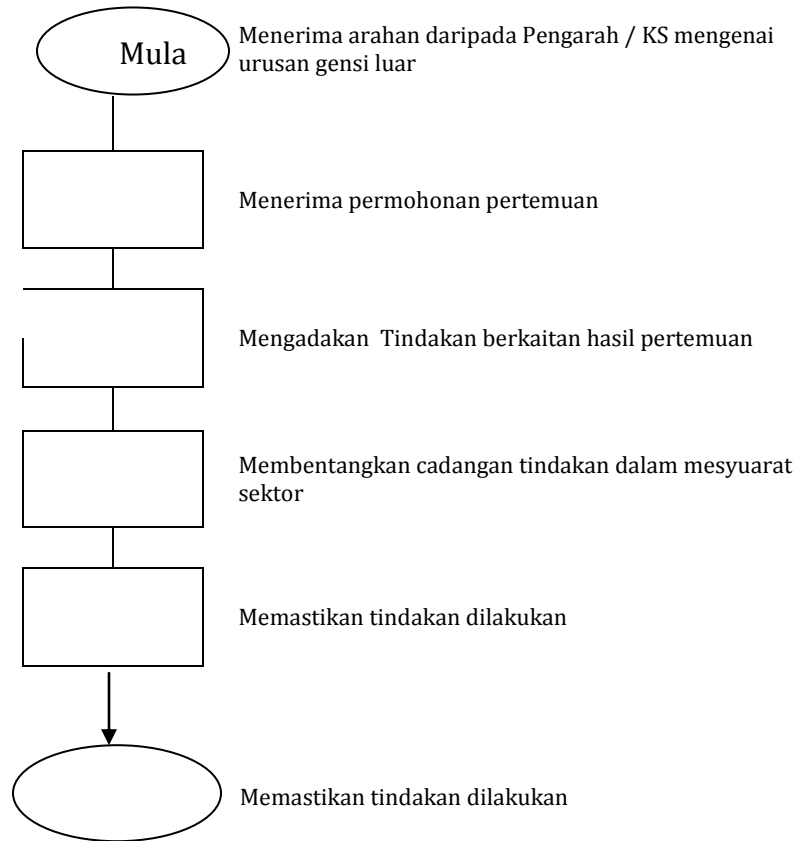 Mula
Menerima arahan daripada Pengarah / KS mengenai
urusan gensi luar
Menerima permohonan pertemuan
Mengadakan  Tindakan berkaitan hasil pertemuan
Membentangkan cadangan tindakan dalam mesyuarat
sektor
Memastikan tindakan dilakukan
Memastikan tindakan dilakukan